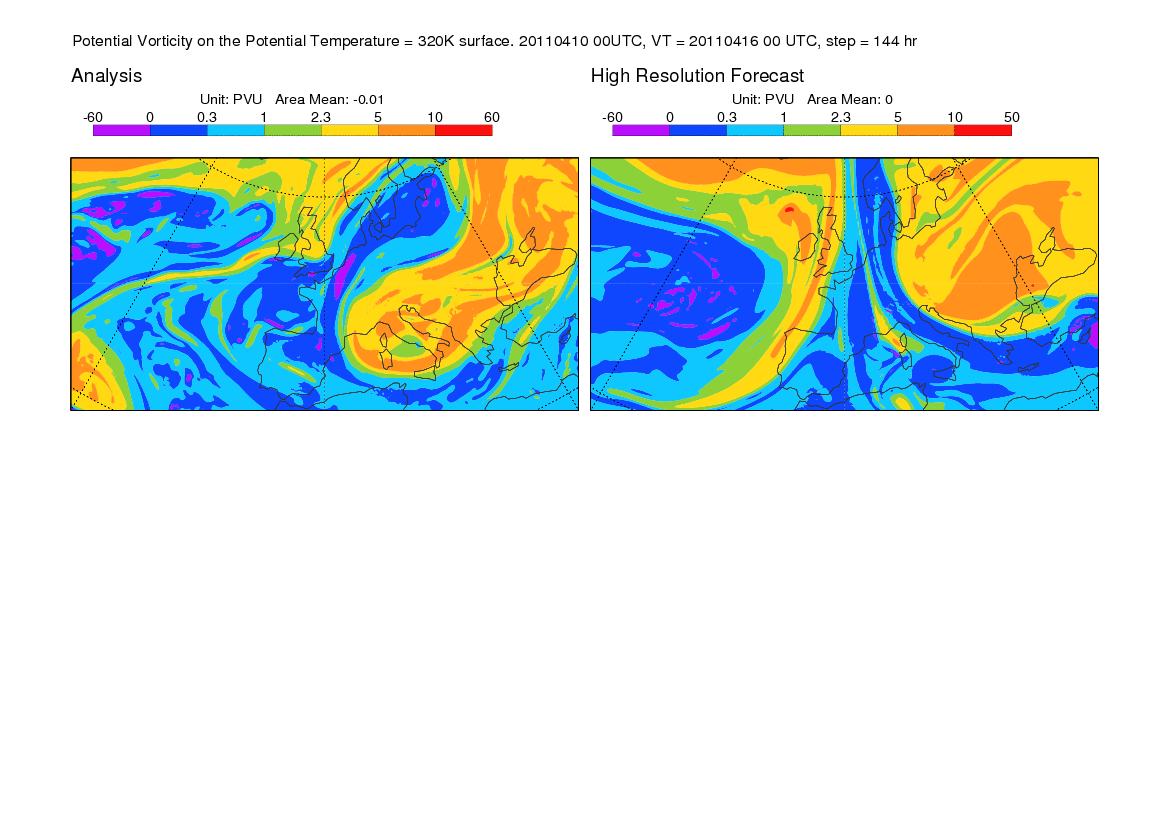 Potential Vorticity on the Potential Temperature = 320K surface. 20110410 00UTC, VT = 20110416 00 UTC, step = 144 hr
Analysis
Unit: PVU Area Mean: -0.01
-60 0 0.3 1 2.3 5 10 60
High Resolution Forecast
Unit: PVU Area Mean: 0
-60 0 0.3 1 2.3 5 10 50